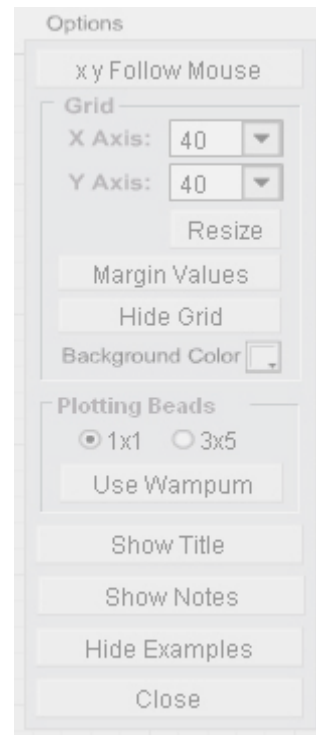 Options
x y Follow Mouse
Grid
X Axis: 40
Y Axis: 40
Resize
Margin Values
Hide Grid
Background Color
Plotting Beads
1x1 3x5
Use Wampum
Show Title
Show Notes
Hide Examples
Close